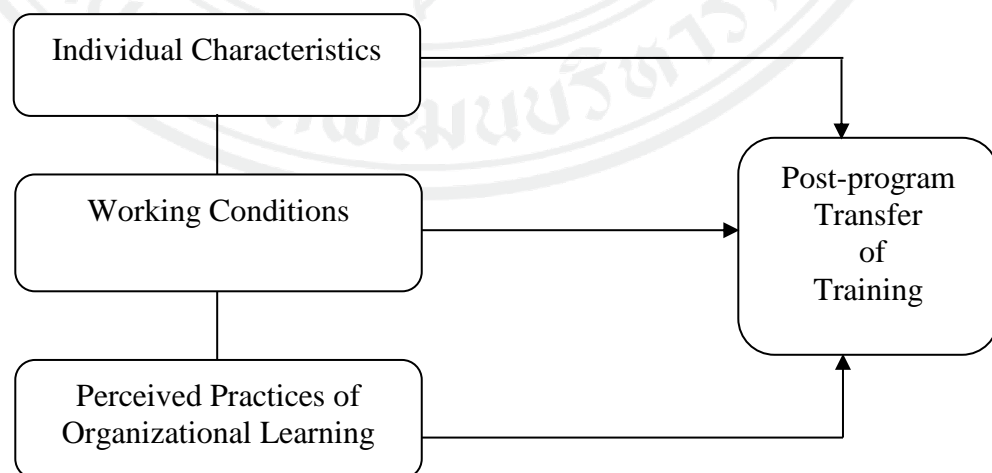 Individual Characteristics
Working Conditions
Post-program
Transfer
of
Training
Perceived Practices of
Organizational Learning